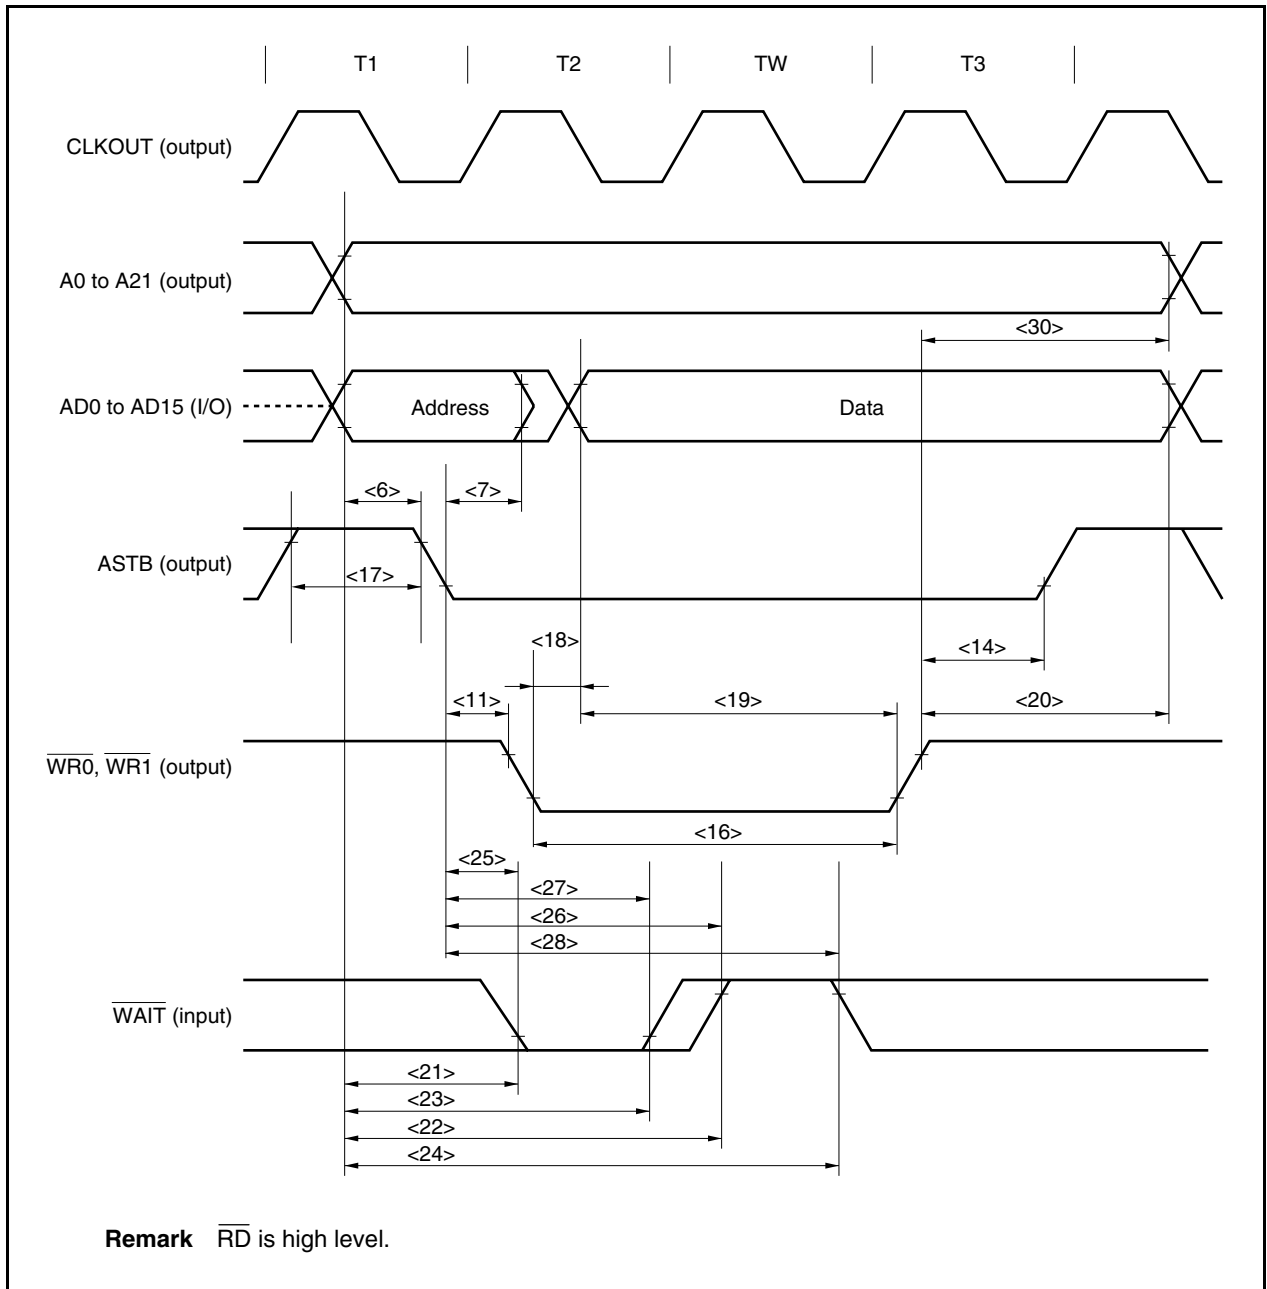 T1 T2 TW T3
CLKOUT (output)
A0 to A21 (output)
<30>
AD0 to AD15 (I/O) Address Data
<6> <7>
ASTB (output)
<17>
<18>
<14>
<11> <19> <20>
WR0, WR1 (output)
<16>
<25>
<27>
<26>
<28>
WAIT (input)
<21>
<23>
<22>
<24>
Remark RD is high level.